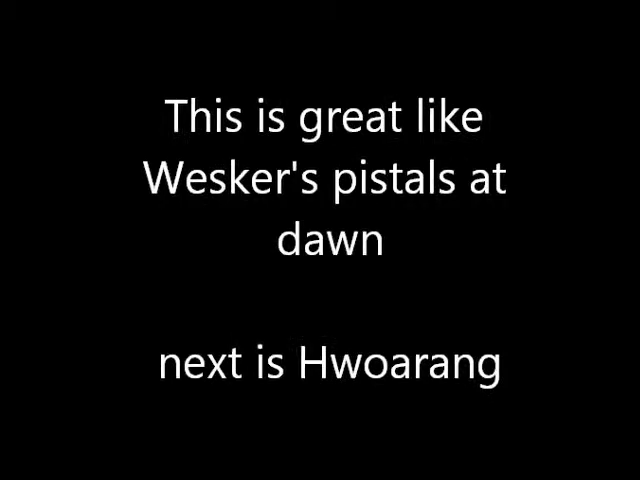 This is great like
Wesker's pistals at
dawn
next is Hwoarang